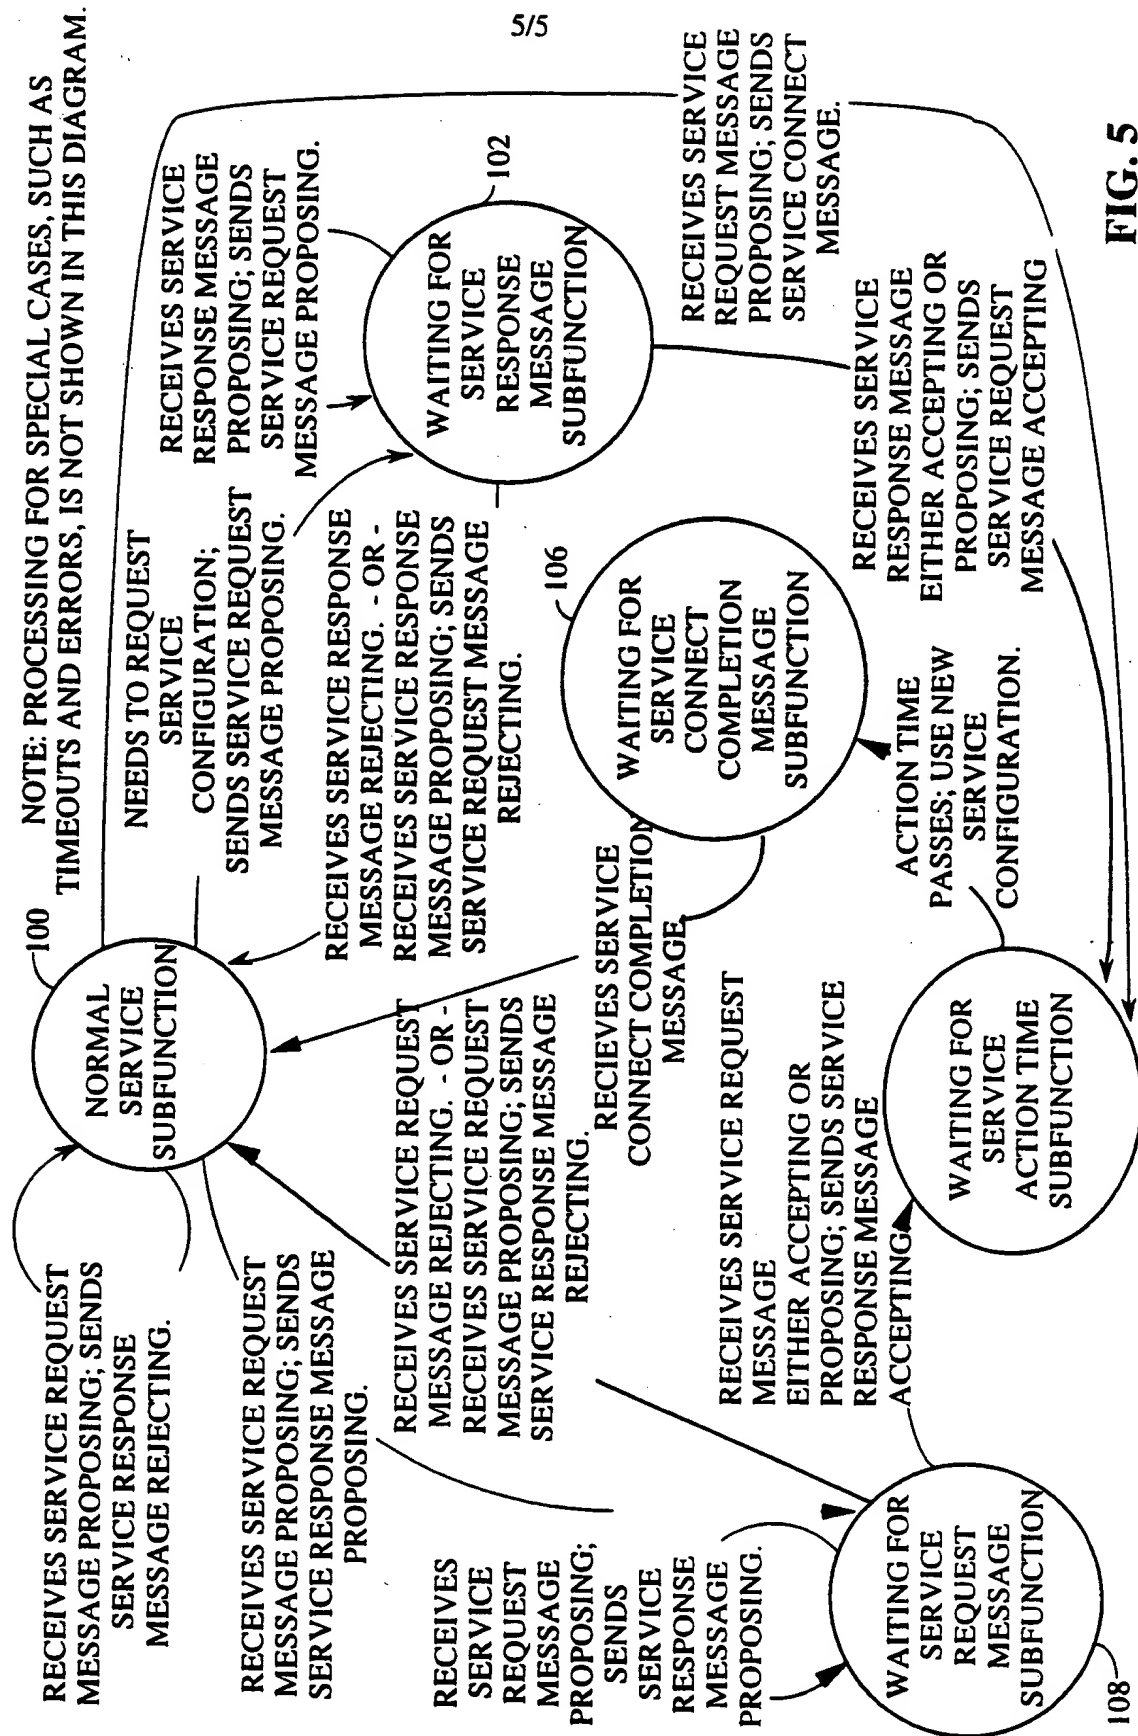 5/5
NOTE: PROCESSING FOR SPECIAL CASES, SUCH AS
TIMEOUTS AND ERRORS, IS NOT SHOWN IN THIS DIAGRAM.
100
NORMAL
SERVICE
SUBFUNCTION
RECEIVES SERVICE REQUEST
MESSAGE PROPOSING; SENDS
SERVICE RESPONSE
MESSAGE REJECTING.
RECEIVES SERVICE REQUEST
MESSAGE PROPOSING; SENDS
SERVICE RESPONSE MESSAGE
PROPOSING.
NEEDS TO REQUEST
SERVICE
CONFIGURATION;
SENDS SERVICE REQUEST
MESSAGE PROPOSING.
RECEIVES SERVICE
RESPONSE MESSAGE
PROPOSING; SENDS
SERVICE REQUEST
MESSAGE PROPOSING.
102
WAITING FOR
SERVICE
RESPONSE
MESSAGE
SUBFUNCTION
RECEIVES SERVICE RESPONSE
MESSAGE REJECTING. - OR -
RECEIVES SERVICE RESPONSE
MESSAGE PROPOSING; SENDS
SERVICE REQUEST MESSAGE
REJECTING.
RECEIVES SERVICE REQUEST
MESSAGE REJECTING. - OR -
RECEIVES SERVICE REQUEST
MESSAGE PROPOSING; SENDS
SERVICE RESPONSE MESSAGE
REJECTING.
106
WAITING FOR
SERVICE
CONNECT
COMPLETION
MESSAGE
SUBFUNCTION
RECIEVES SERVICE
CONNECT COMPLETION
MESSAGE
RECEIVES SERVICE
REQUEST MESSAGE
PROPOSING; SENDS
SERVICE CONNECT
MESSAGE.
RECEIVES
SERVICE
REQUEST
MESSAGE
PROPOSING;
SENDS
SERVICE
RESPONSE
MESSAGE
PROPOSING.
RECEIVES SERVICE REQUEST
MESSAGE
EITHER ACCEPTING OR
PROPOSING; SENDS SERVICE
RESPONSE MESSAGE
ACCEPTING
ACTION TIME
PASSES; USE NEW
SERVICE
CONFIGURATION.
RECEIVES SERVICE
RESPONSE MESSAGE
EITHER ACCEPTING OR
PROPOSING; SENDS
SERVICE REQUEST
MESSAGE ACCEPTING
WAITING FOR
SERVICE
REQUEST
MESSAGE
SUBFUNCTION
108
WAITING FOR
SERVICE
ACTION TIME
SUBFUNCTION
FIG. 5